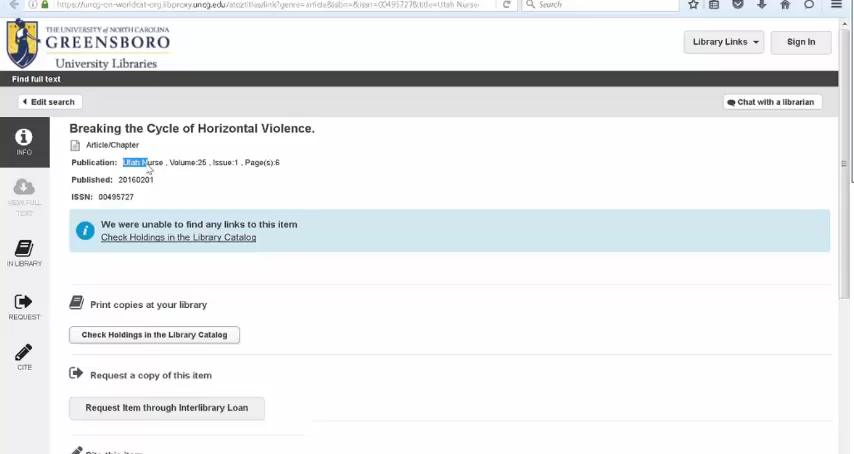 https://uncg-on-worldcat-org.libproxy.uncg.edu/atoztitles/link?genre=article&isbn=&issn=00495727&title=Utah Nurse
Search
THE UNIVERSITY of NORTH CAROLINA
GREENSBORO
University Libraries
Library Links
Sign In
Find full text
Edit search
Chat with a librarian
INFO
VIEW FULL TEXT
IN LIBRARY
REQUEST
CITE
Breaking the Cycle of Horizontal Violence.
Article/Chapter
Publication: Utah Nurse , Volume:25 , Issue:1 , Page(s):6
Published: 20160201
ISSN: 00495727
We were unable to find any links to this item
Check Holdings in the Library Catalog
Print copies at your library
Check Holdings in the Library Catalog
Request a copy of this item
Request Item through Interlibrary Loan
Cite this item